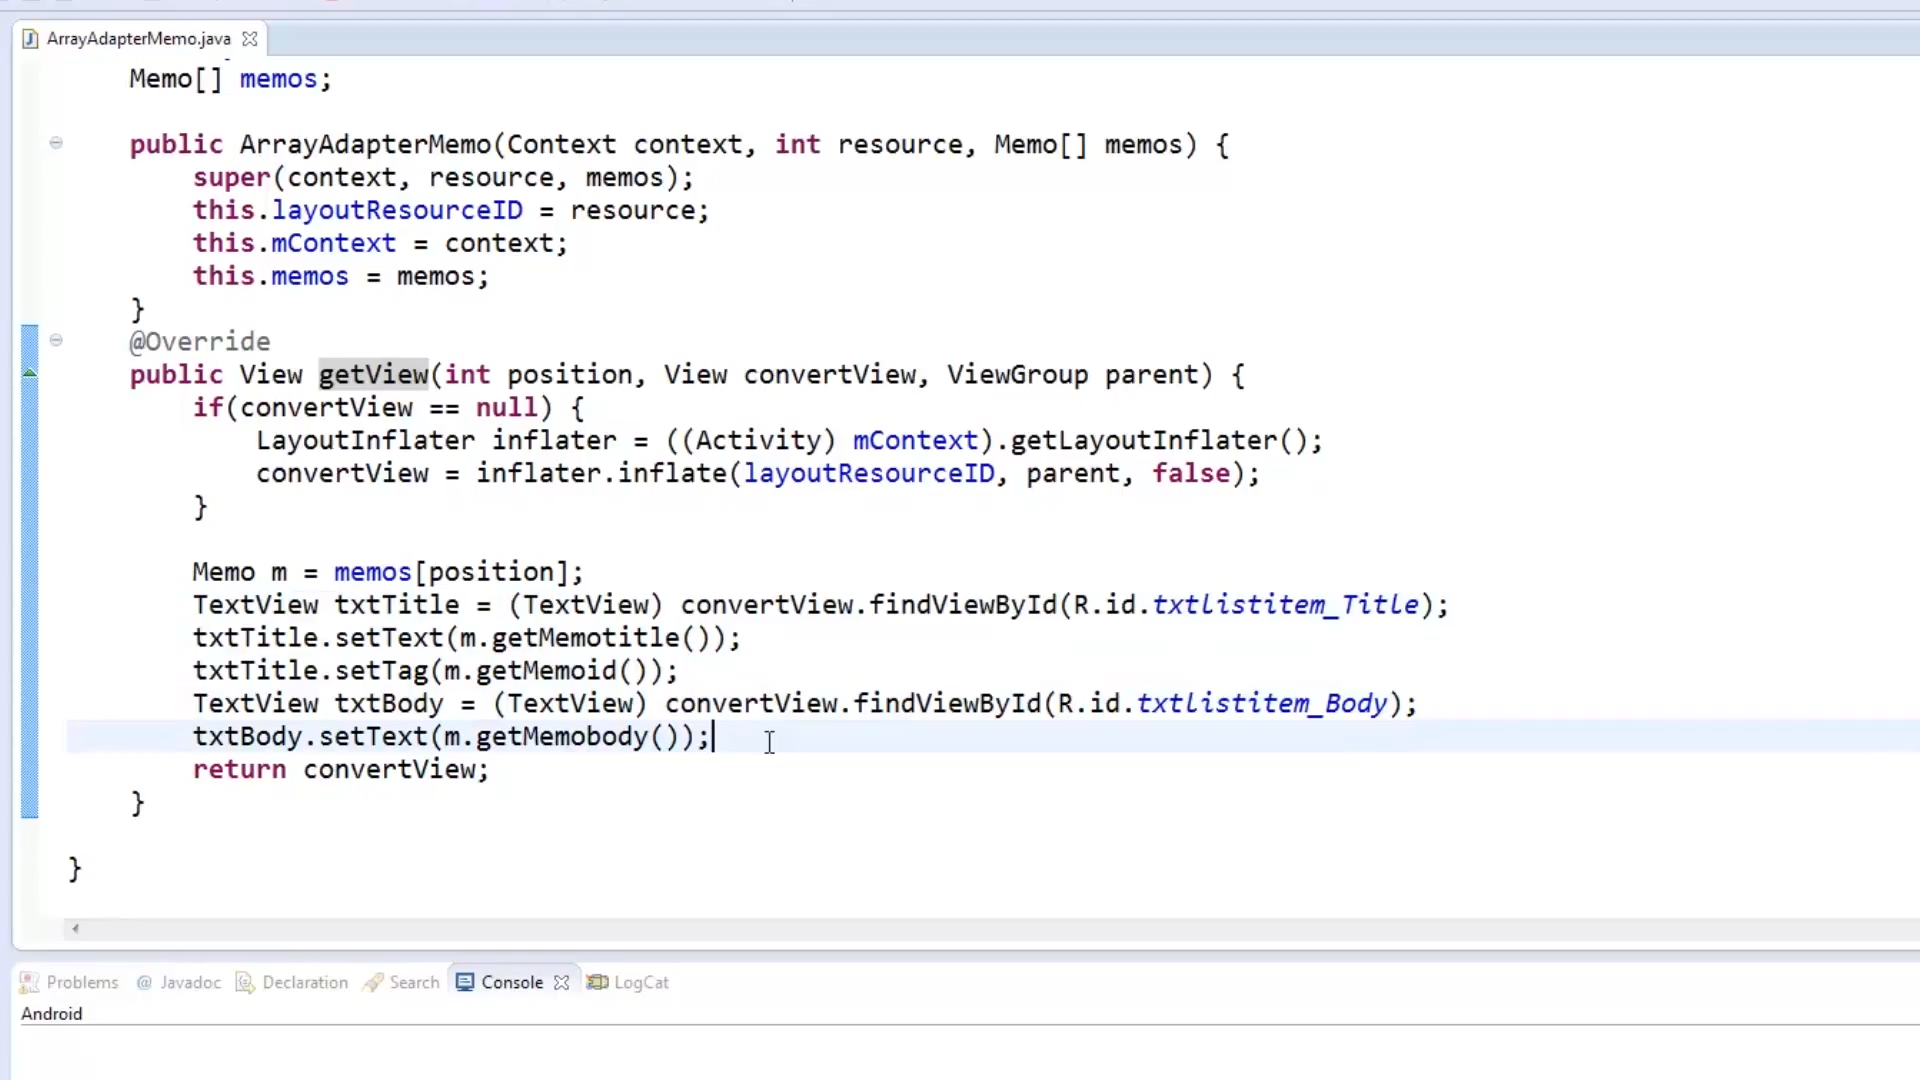 ArrayAdapterMemo.java
Memo[] memos;
public ArrayAdapterMemo(Context context, int resource, Memo[] memos) {
super(context, resource, memos);
this.layoutResourceID = resource;
this.mContext = context;
this.memos = memos;
}
@Override
public View getView(int position, View convertView, ViewGroup parent) {
if(convertView == null) {
LayoutInflater inflater = ((Activity) mContext).getLayoutInflater();
convertView = inflater.inflate(layoutResourceID, parent, false);
}
Memo m = memos[position];
TextView txtTitle = (TextView) convertView.findViewById(R.id.txtlistitem_Title);
txtTitle.setText(m.getMemotitle());
txtTitle.setTag(m.getMemoid());
TextView txtBody = (TextView) convertView.findViewById(R.id.txtlistitem_Body);
txtBody.setText(m.getMemobody());
return convertView;
}
}
Problems @ Javadoc Declaration Search Console LogCat
Android